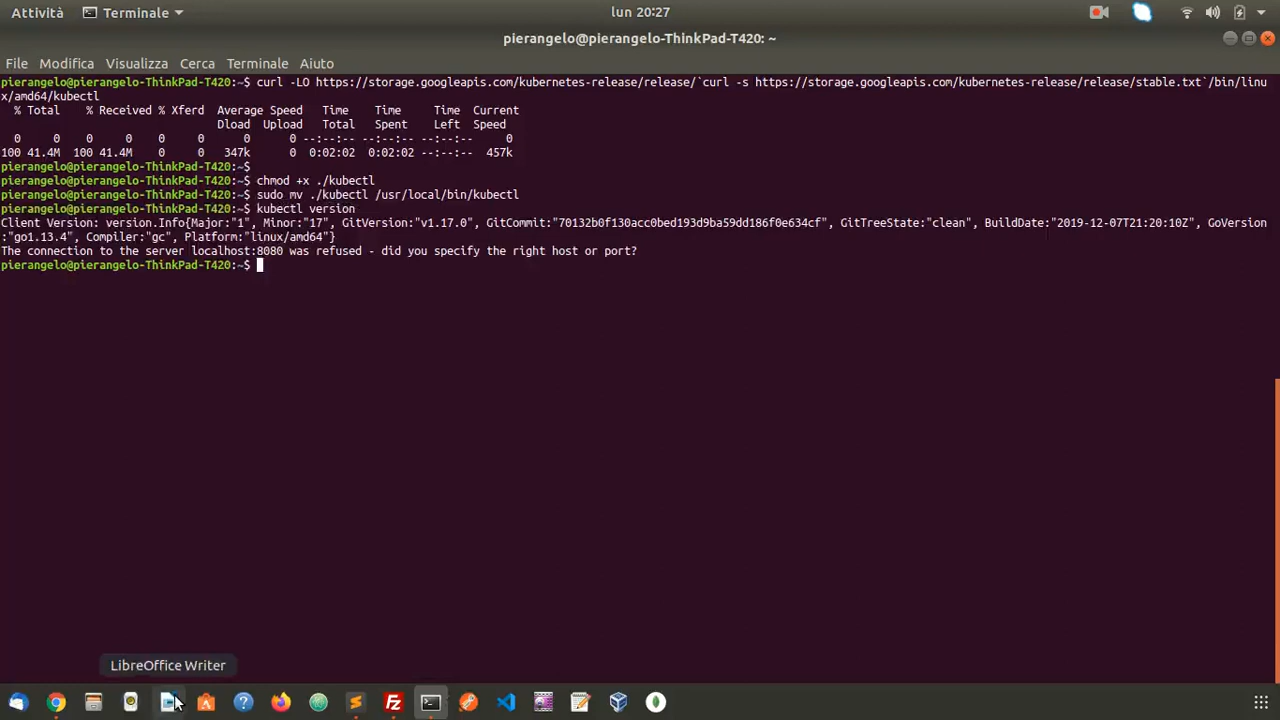 Attività Terminale lun 20:27
pierangelo@pierangelo-ThinkPad-T420: ~
File Modifica Visualizza Cerca Terminale Aiuto
pierangelo@pierangelo-ThinkPad-T420:~$ curl -LO https://storage.googleapis.com/kubernetes-release/release/`curl -s https://storage.googleapis.com/kubernetes-release/release/stable.txt`/bin/linu
x/amd64/kubectl
% Total % Received % Xferd Average Speed Time Time Time Current
Dload Upload Total Spent Left Speed
0 0 0 0 0 0 0 0 --:--:-- --:--:-- --:--:-- 0
100 41.4M 100 41.4M 0 0 347k 0 0:02:02 0:02:02 --:--:-- 457k
pierangelo@pierangelo-ThinkPad-T420:~$
pierangelo@pierangelo-ThinkPad-T420:~$ chmod +x ./kubectl
pierangelo@pierangelo-ThinkPad-T420:~$ sudo mv ./kubectl /usr/local/bin/kubectl
pierangelo@pierangelo-ThinkPad-T420:~$ kubectl version
Client Version: version.Info{Major:"1", Minor:"17", GitVersion:"v1.17.0", GitCommit:"70132b0f130acc0bed193d9ba59dd186f0e634cf", GitTreeState:"clean", BuildDate:"2019-12-07T21:20:10Z", GoVersion
:"go1.13.4", Compiler:"gc", Platform:"linux/amd64"}
The connection to the server localhost:8080 was refused - did you specify the right host or port?
pierangelo@pierangelo-ThinkPad-T420:~$
LibreOffice Writer